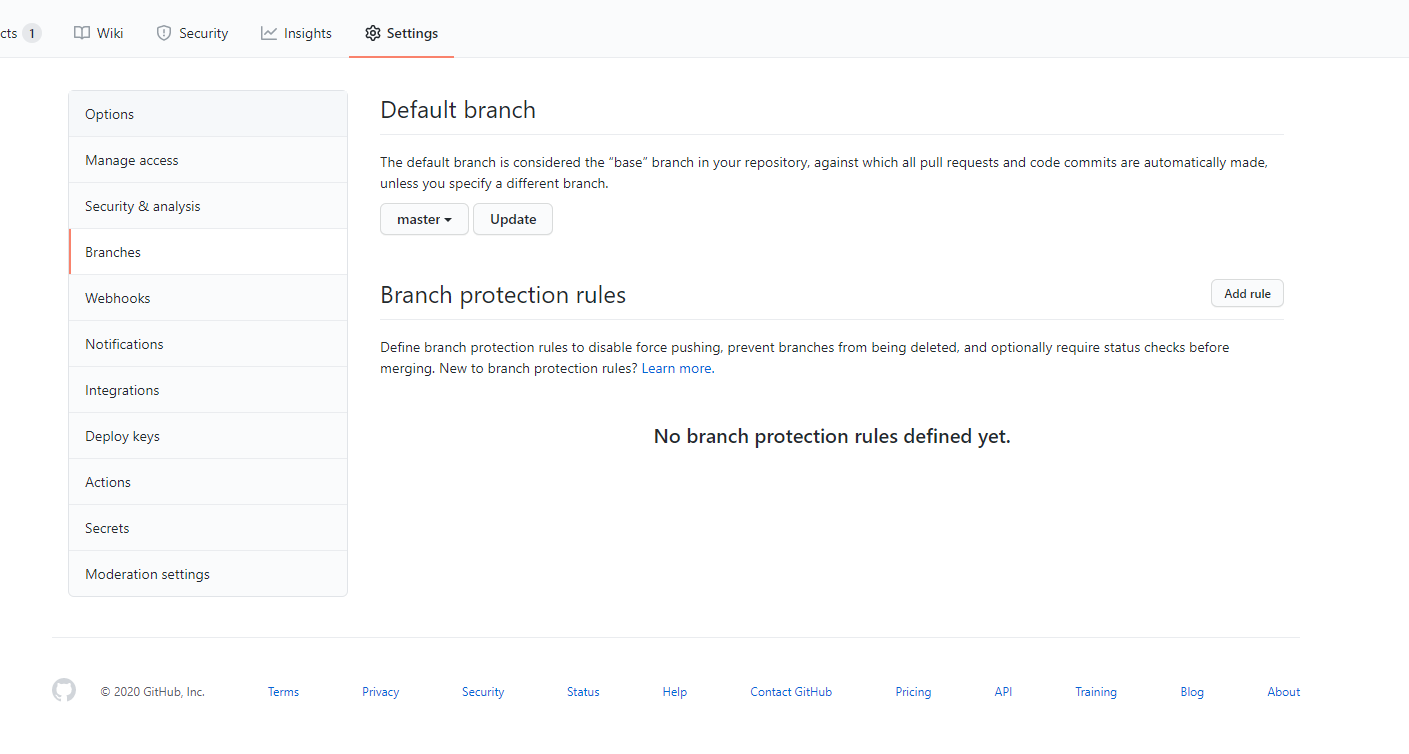 cts 1 Wiki Security Insights Settings
Options
Manage access
Security & analysis
Branches
Webhooks
Notifications
Integrations
Deploy keys
Actions
Secrets
Moderation settings
Default branch
The default branch is considered the “base” branch in your repository, against which all pull requests and code commits are automatically made,
unless you specify a different branch.
master Update
Branch protection rules
Add rule
Define branch protection rules to disable force pushing, prevent branches from being deleted, and optionally require status checks before
merging. New to branch protection rules? Learn more.
No branch protection rules defined yet.
© 2020 GitHub, Inc. Terms Privacy Security Status Help Contact GitHub Pricing API Training Blog About